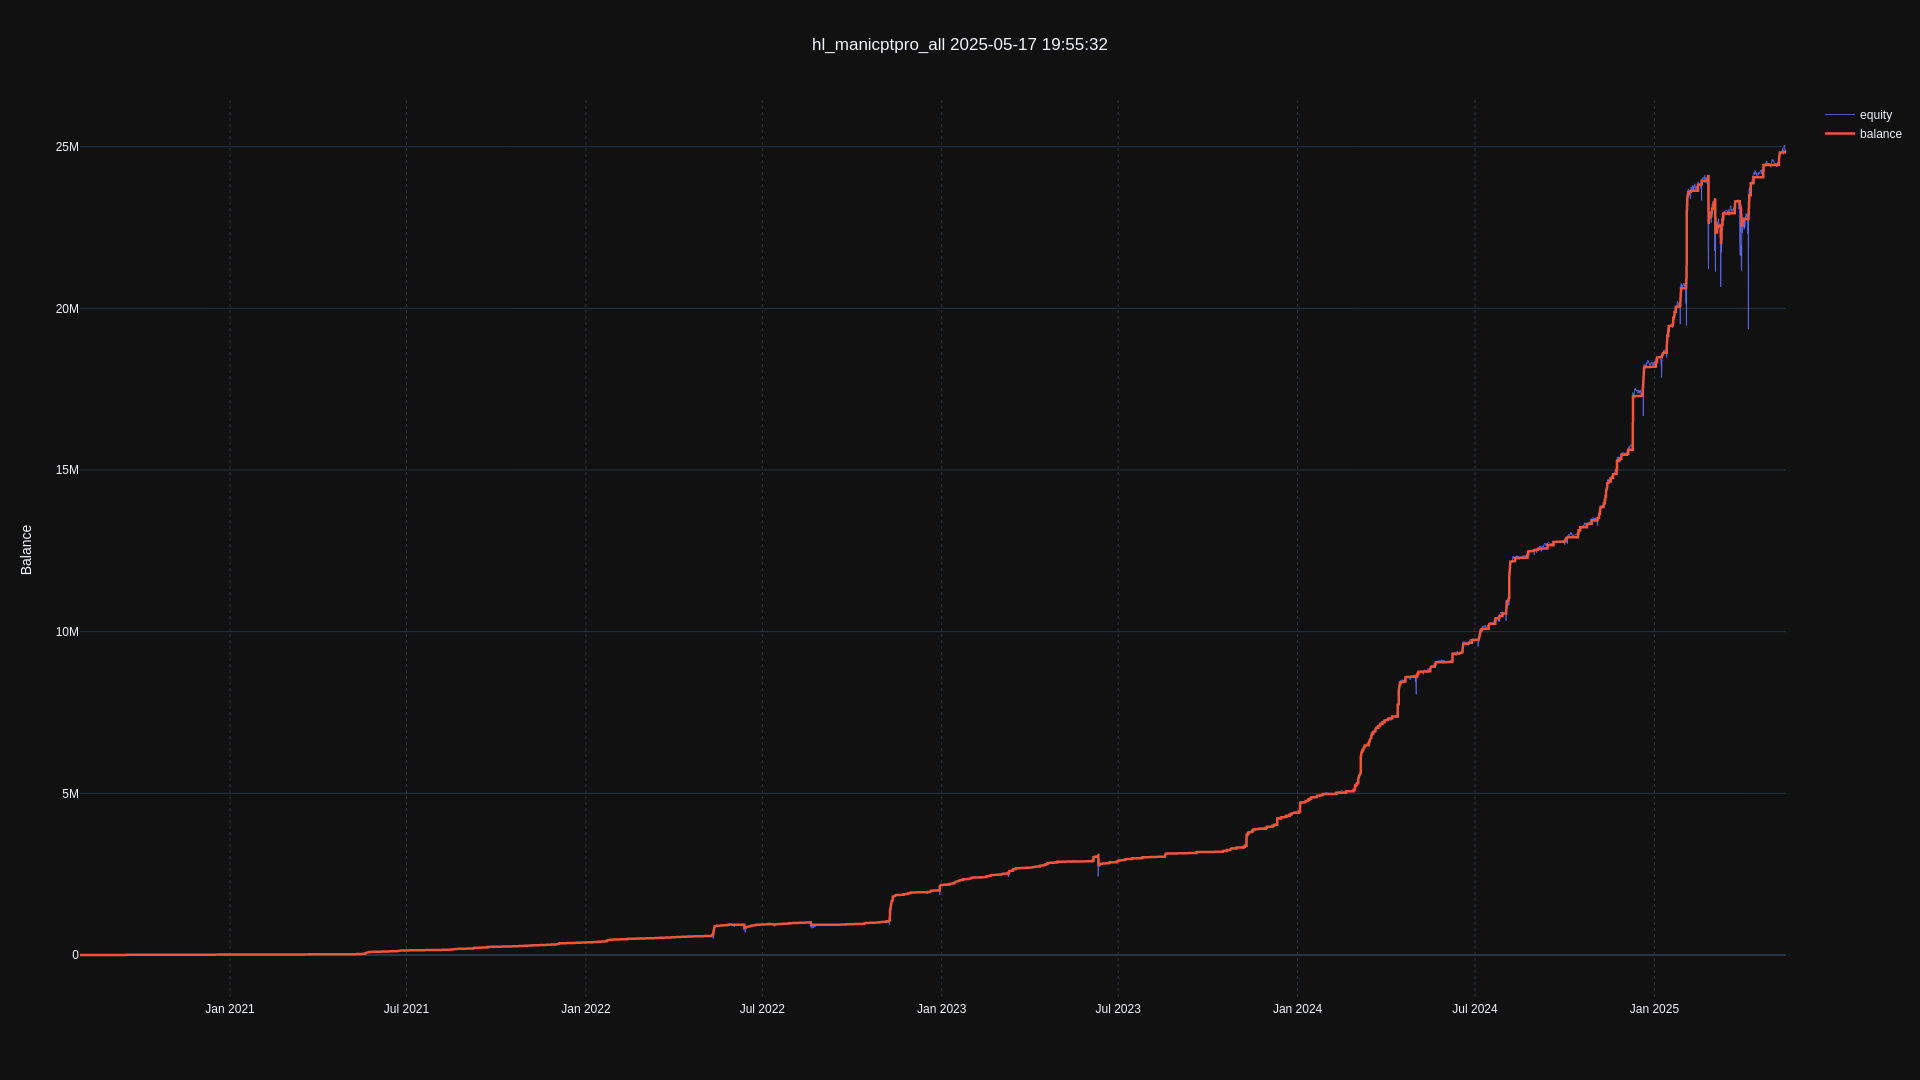 hl_manicptpro_all 2025-05-17 19:55:32
equity
balance
25M
20M
15M
10M
5M
0
Balance
Jan 2021
Jul 2021
Jan 2022
Jul 2022
Jan 2023
Jul 2023
Jan 2024
Jul 2024
Jan 2025